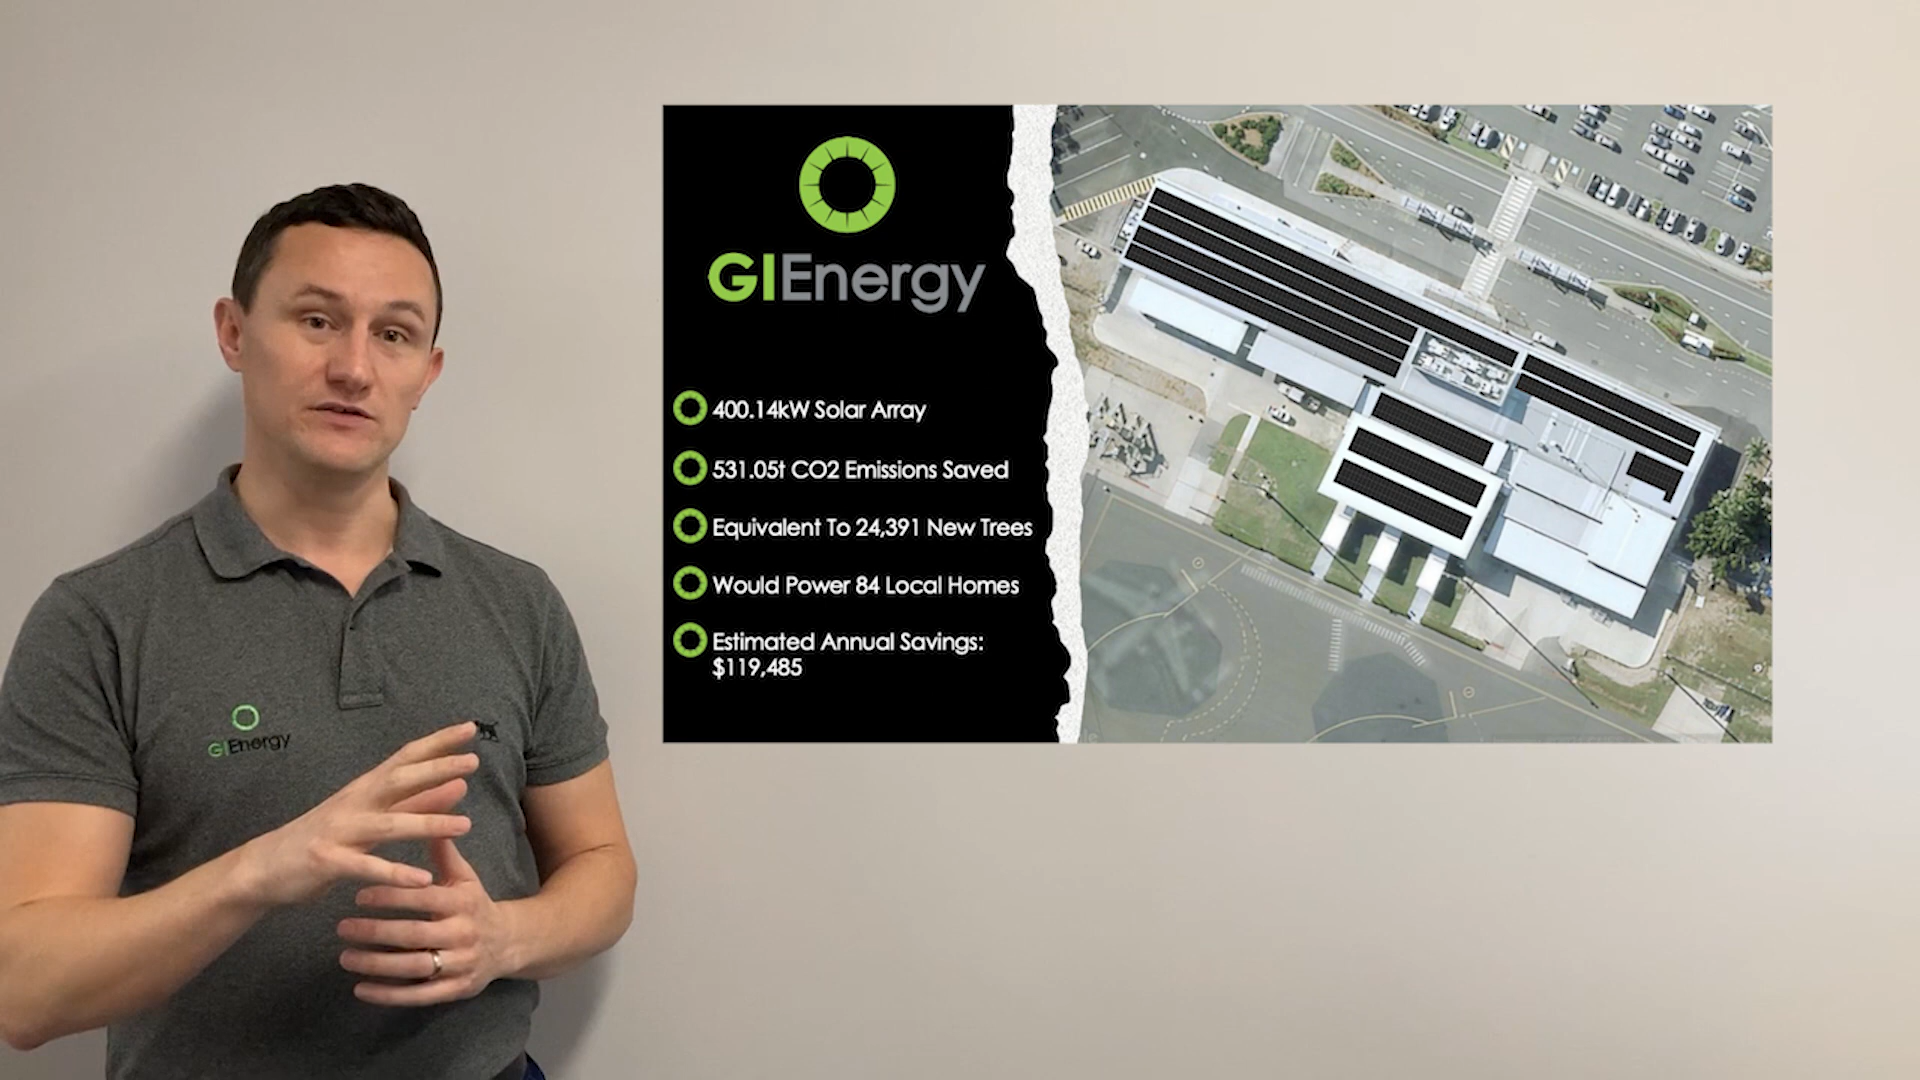 GIEnergy
400.14kW Solar Array
531.05t CO2 Emissions Saved
Equivalent To 24,391 New Trees
Would Power 84 Local Homes
Estimated Annual Savings:
$119,485
GIEnergy